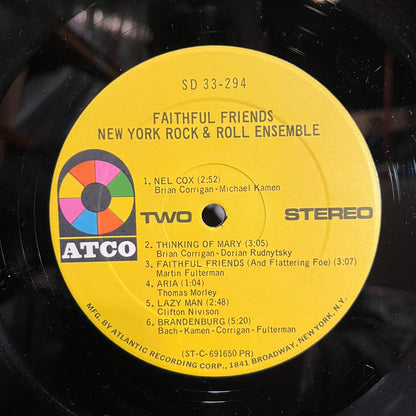 SD 33-294
FAITHFUL FRIENDS
NEW YORK ROCK & ROLL ENSEMBLE
1. NEL COX (2:52)
Brian Corrigan-Michael Kamen
TWO
STEREO
ATCO
2. THINKING OF MARY (3:05)
Brian Corrigan-Dorian Rudnytsky
3. FAITHFUL FRIENDS (And Flattering Foe) (3:07)
Martin Fulterman
4. ARIA (1:04)
Thomas Morley
5. LAZY MAN (2:48)
Clifton Nivison
6. BRANDENBURG (5:20)
Bach-Kamen-Corrigan-Fulterman
(ST-C-691650 PR)
MFG. BY ATLANTIC RECORDING CORP., 1841 BROADWAY, NEW YORK, N.Y.